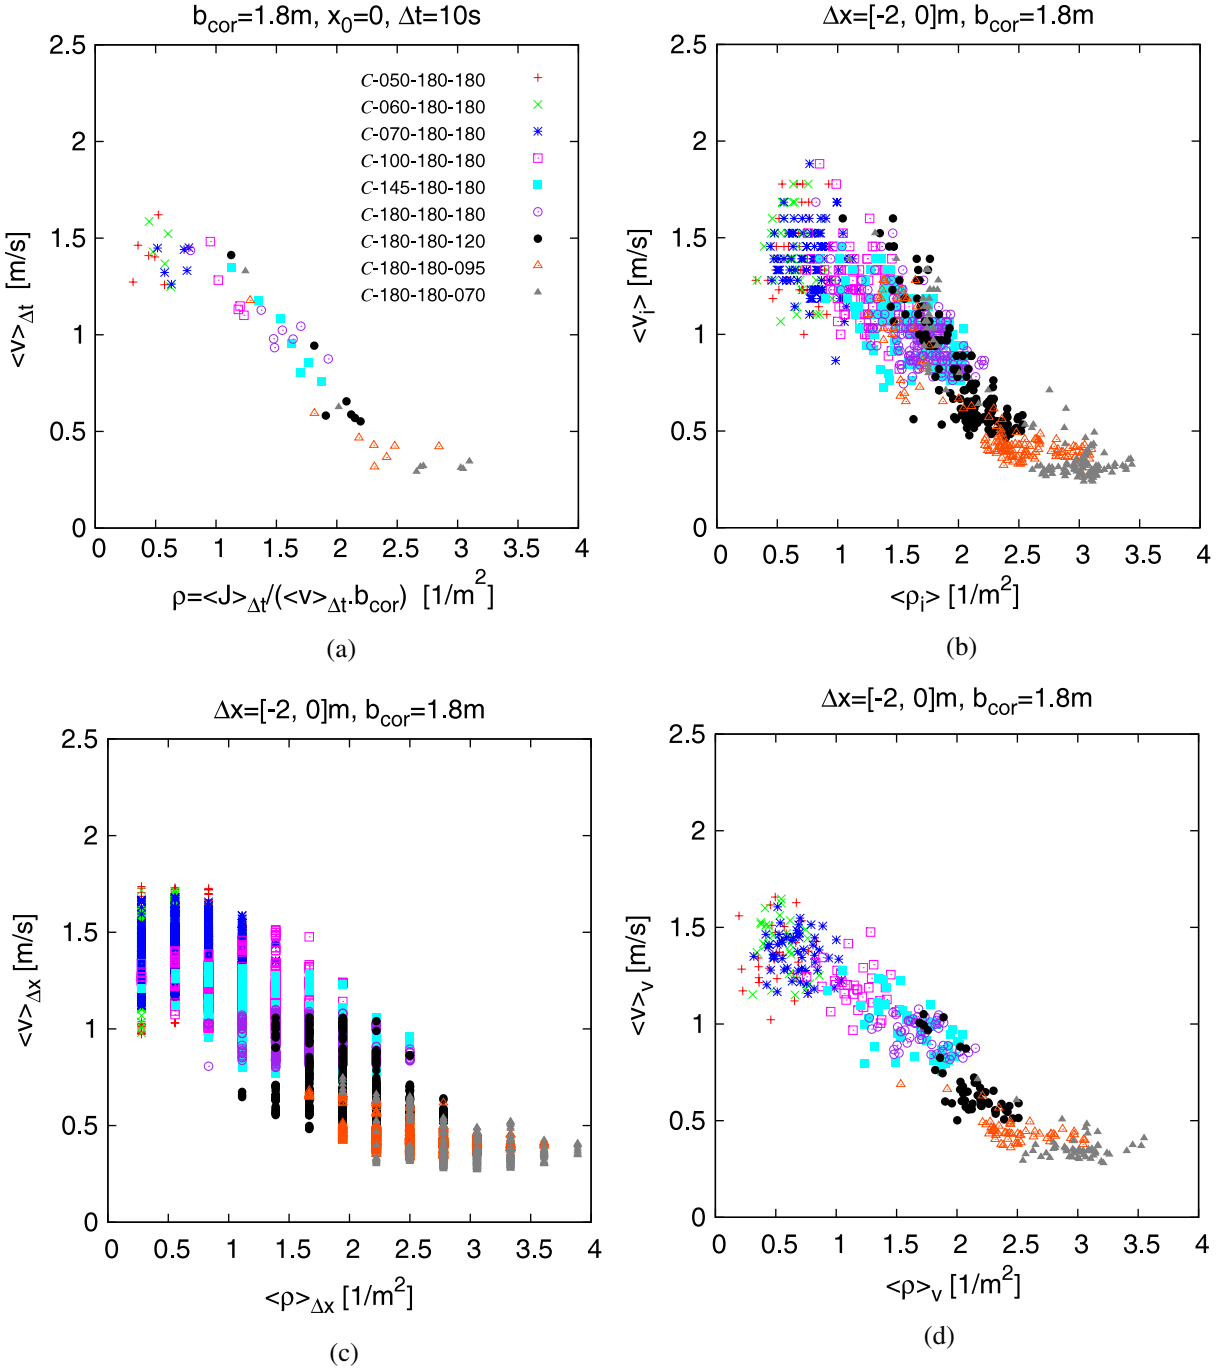 b_cor=1.8m, x_0=0, Δt=10s
2.5
2
1.5
1
0.5
0
<v>_Δt [m/s]
C-050-180-180
C-060-180-180
C-070-180-180
C-100-180-180
C-145-180-180
C-180-180-180
C-180-180-120
C-180-180-095
C-180-180-070
0 0.5 1 1.5 2 2.5 3 3.5 4
ρ=<J>_Δt/(<v>_Δt.b_cor) [1/m^2]
(a)
Δx=[-2, 0]m, b_cor=1.8m
2.5
2
1.5
1
0.5
0
<v_i> [m/s]
0 0.5 1 1.5 2 2.5 3 3.5 4
<ρ_i> [1/m^2]
(b)
Δx=[-2, 0]m, b_cor=1.8m
2.5
2
1.5
1
0.5
0
<v>_Δx [m/s]
0 0.5 1 1.5 2 2.5 3 3.5 4
<ρ>_Δx [1/m^2]
(c)
Δx=[-2, 0]m, b_cor=1.8m
2.5
2
1.5
1
0.5
0
<v>_v [m/s]
0 0.5 1 1.5 2 2.5 3 3.5 4
<ρ>_v [1/m^2]
(d)